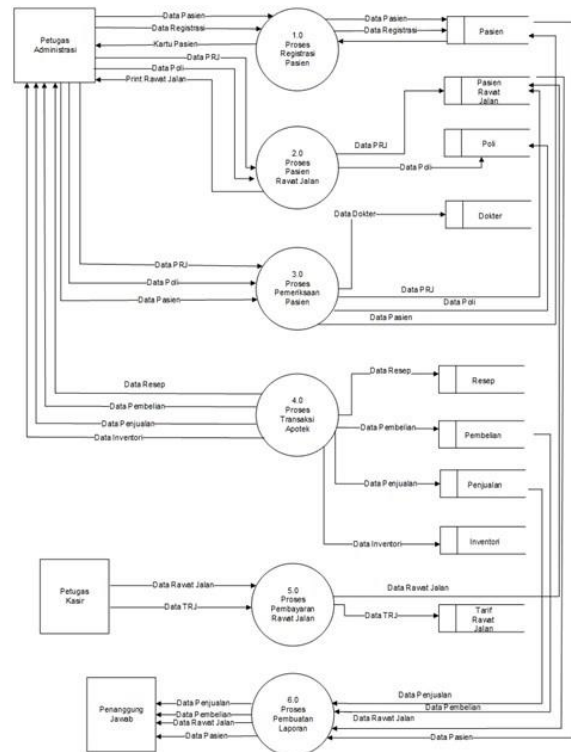 Petugas
Administrasi
Data Pasien
Data Registrasi
Kartu Pasien
Data PRJ
Data Poli
Print Rawat Jalan
1.0
Proses
Registrasi
Pasien
Data Pasien
Data Registrasi
Pasien
Pasien
Rawat
Jalan
2.0
Proses
Pasien
Rawat Jalan
Data PRJ
Data Poli
Poli
Data Dokter
Dokter
Data PRJ
Data Poli
Data Pasien
3.0
Proses
Pemeriksaan
Pasien
Data PRJ
Data Poli
Data Pasien
Data Resep
Data Pembelian
Data Penjualan
Data Inventori
4.0
Proses
Transaksi
Apotek
Data Resep
Resep
Data Pembelian
Pembelian
Data Penjualan
Penjualan
Data Inventori
Inventori
Petugas
Kasir
Data Rawat Jalan
Data TRJ
5.0
Proses
Pembayaran
Rawat Jalan
Data Rawat Jalan
Data TRJ
Tarif
Rawat
Jalan
Penanggung
Jawab
Data Penjualan
Data Pembelian
Data Rawat Jalan
Data Pasien
6.0
Proses
Pembuatan
Laporan
Data Penjualan
Data Pembelian
Data Rawat Jalan
Data Pasien